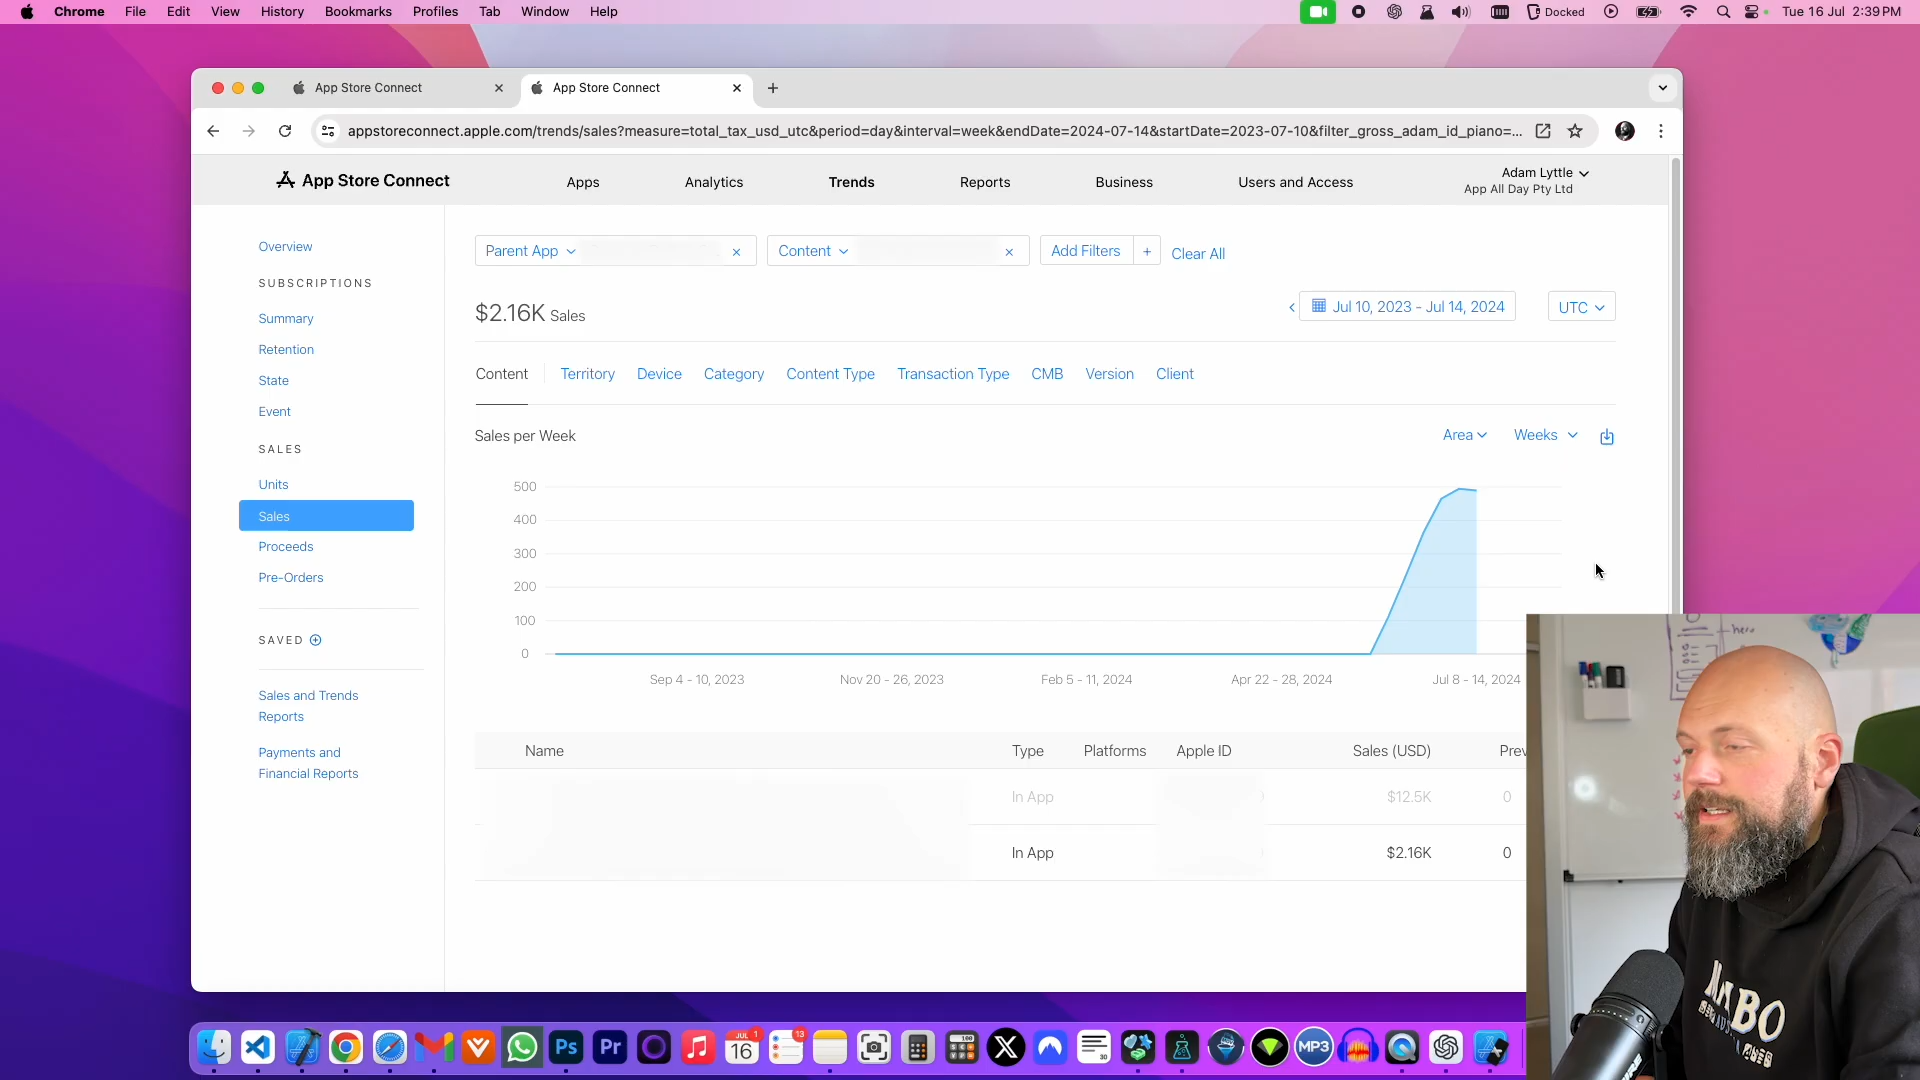 Chrome File Edit View History Bookmarks Profiles Tab Window Help
Docked Tue 16 Jul 2:39PM
App Store Connect App Store Connect
appstoreconnect.apple.com/trends/sales?measure=total_tax_usd_utc&period=day&interval=week&endDate=2024-07-14&startDate=2023-07-10&filter_gross_adam_id_piano=...
App Store Connect Apps Analytics Trends Reports Business Users and Access
Adam Lyttle
App All Day Pty Ltd
Overview
SUBSCRIPTIONS
Summary
Retention
State
Event
SALES
Units
Sales
Proceeds
Pre-Orders
SAVED
Sales and Trends
Reports
Payments and
Financial Reports
Parent App Content Add Filters + Clear All
$2.16K Sales
Jul 10, 2023 - Jul 14, 2024 UTC
Content Territory Device Category Content Type Transaction Type CMB Version Client
Sales per Week Area Weeks
500
400
300
200
100
0
Sep 4 - 10, 2023 Nov 20 - 26, 2023 Feb 5 - 11, 2024 Apr 22 - 28, 2024 Jul 8 - 14, 2024
Name Type Platforms Apple ID Sales (USD) Prev
In App $12.5K 0
In App $2.16K 0
JUL 1
16
13
Ps Pr MP3